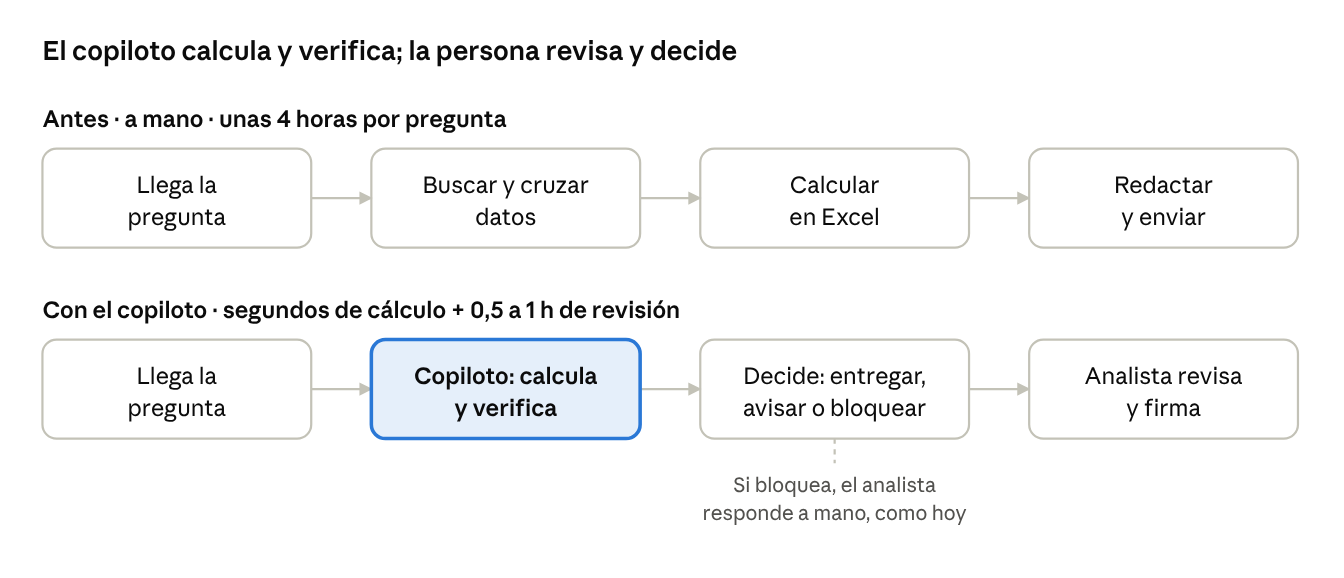 El copiloto calcula y verifica; la persona revisa y decide
Antes · a mano · unas 4 horas por pregunta
Llega la
pregunta
Buscar y cruzar
datos
Calcular
en Excel
Redactar
y enviar
Con el copiloto · segundos de cálculo + 0,5 a 1 h de revisión
Llega la
pregunta
Copiloto: calcula
y verifica
Decide: entregar,
avisar o bloquear
Analista revisa
y firma
Si bloquea, el analista
responde a mano, como hoy